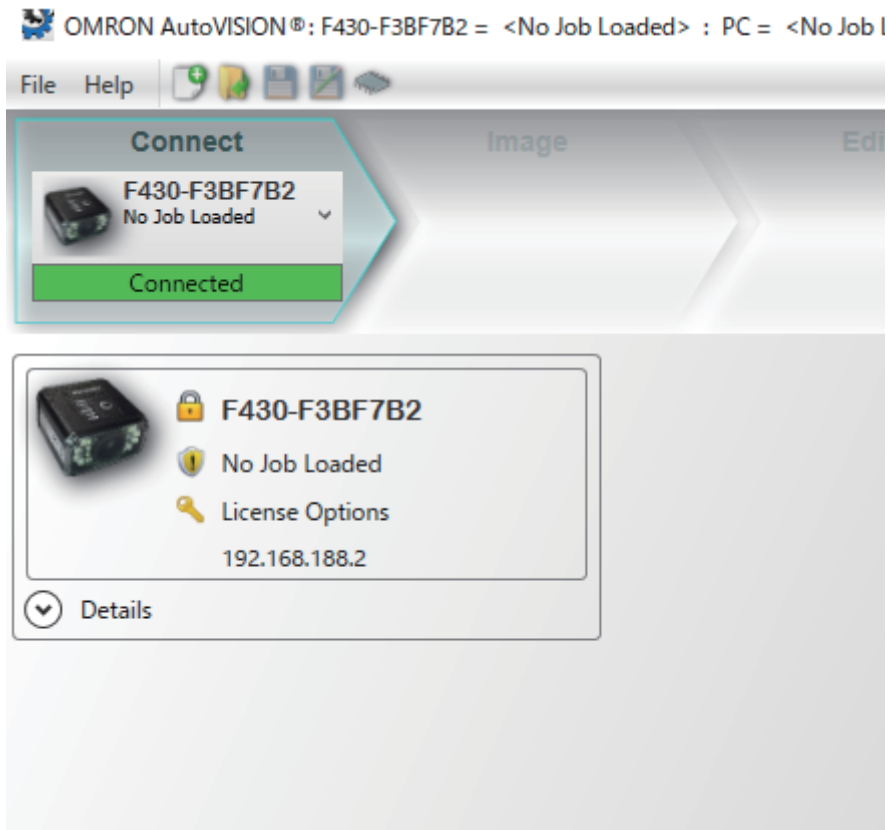 OMRON AutoVISION®: F430-F3BF7B2 = <No Job Loaded> : PC = <No Job
File Help
Connect Image Edi
F430-F3BF7B2
No Job Loaded
Connected
F430-F3BF7B2
No Job Loaded
License Options
192.168.188.2
Details